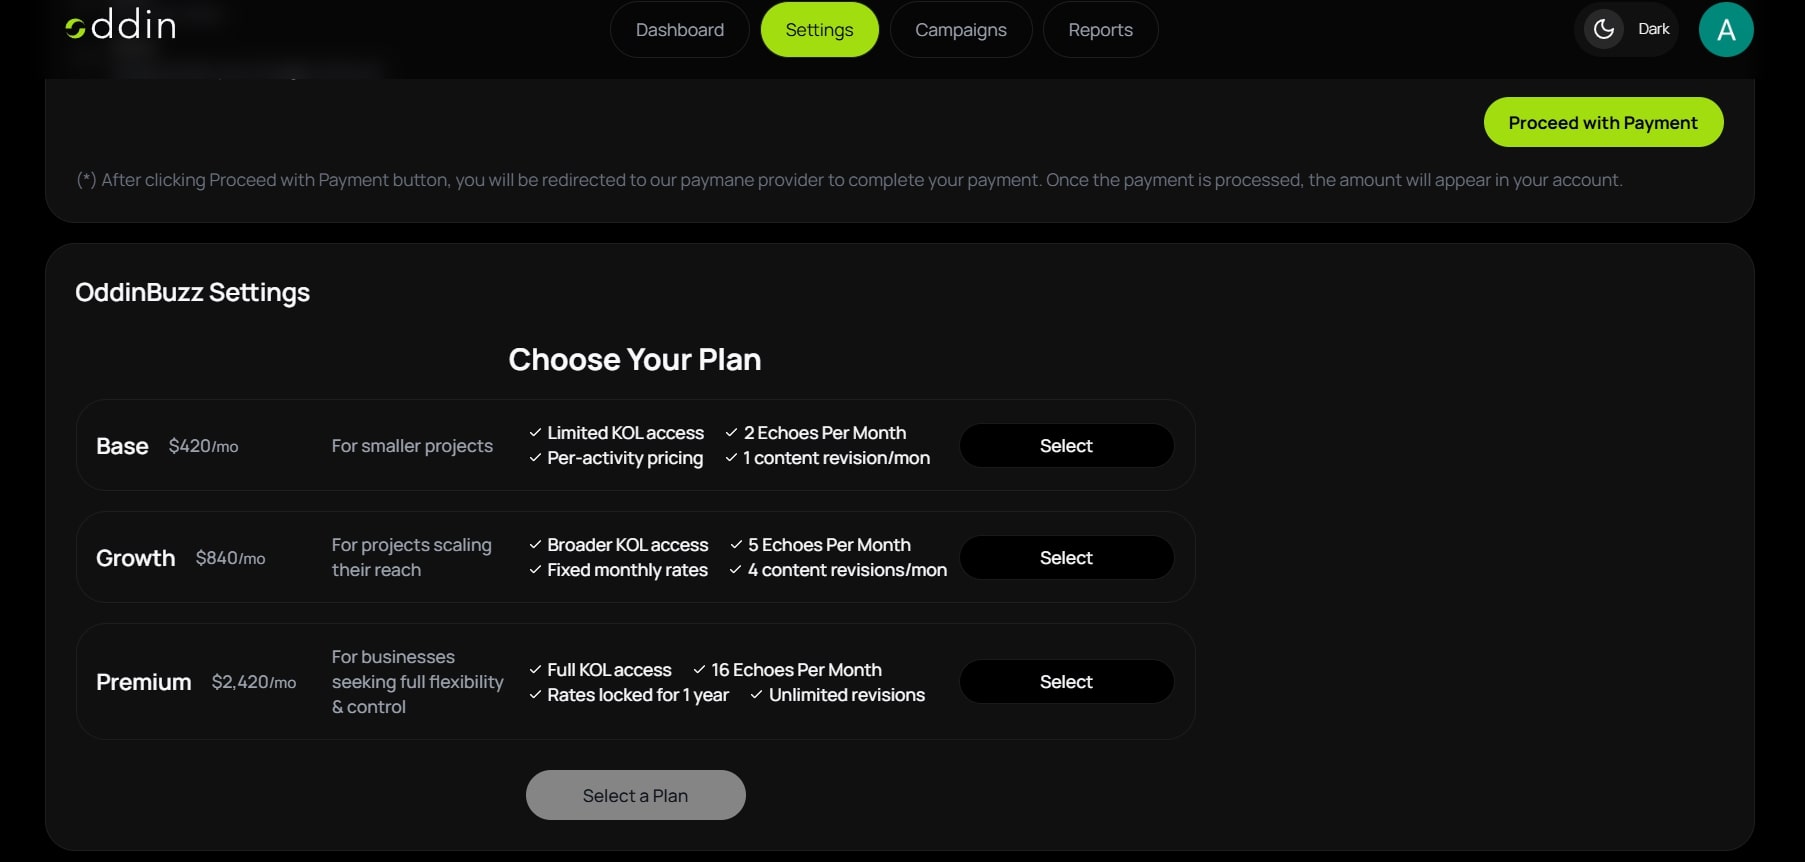 oddin
Dashboard
Settings
Campaigns
Reports
Dark
A
Proceed with Payment
(*) After clicking Proceed with Payment button, you will be redirected to our paymane provider to complete your payment. Once the payment is processed, the amount will appear in your account.
OddinBuzz Settings
Choose Your Plan
Base $420/mo
For smaller projects
✓ Limited KOL access ✓ 2 Echoes Per Month
✓ Per-activity pricing ✓ 1 content revision/mon
Select
Growth $840/mo
For projects scaling
their reach
✓ Broader KOL access ✓ 5 Echoes Per Month
✓ Fixed monthly rates ✓ 4 content revisions/mon
Select
Premium $2,420/mo
For businesses
seeking full flexibility
& control
✓ Full KOL access ✓ 16 Echoes Per Month
✓ Rates locked for 1 year ✓ Unlimited revisions
Select
Select a Plan